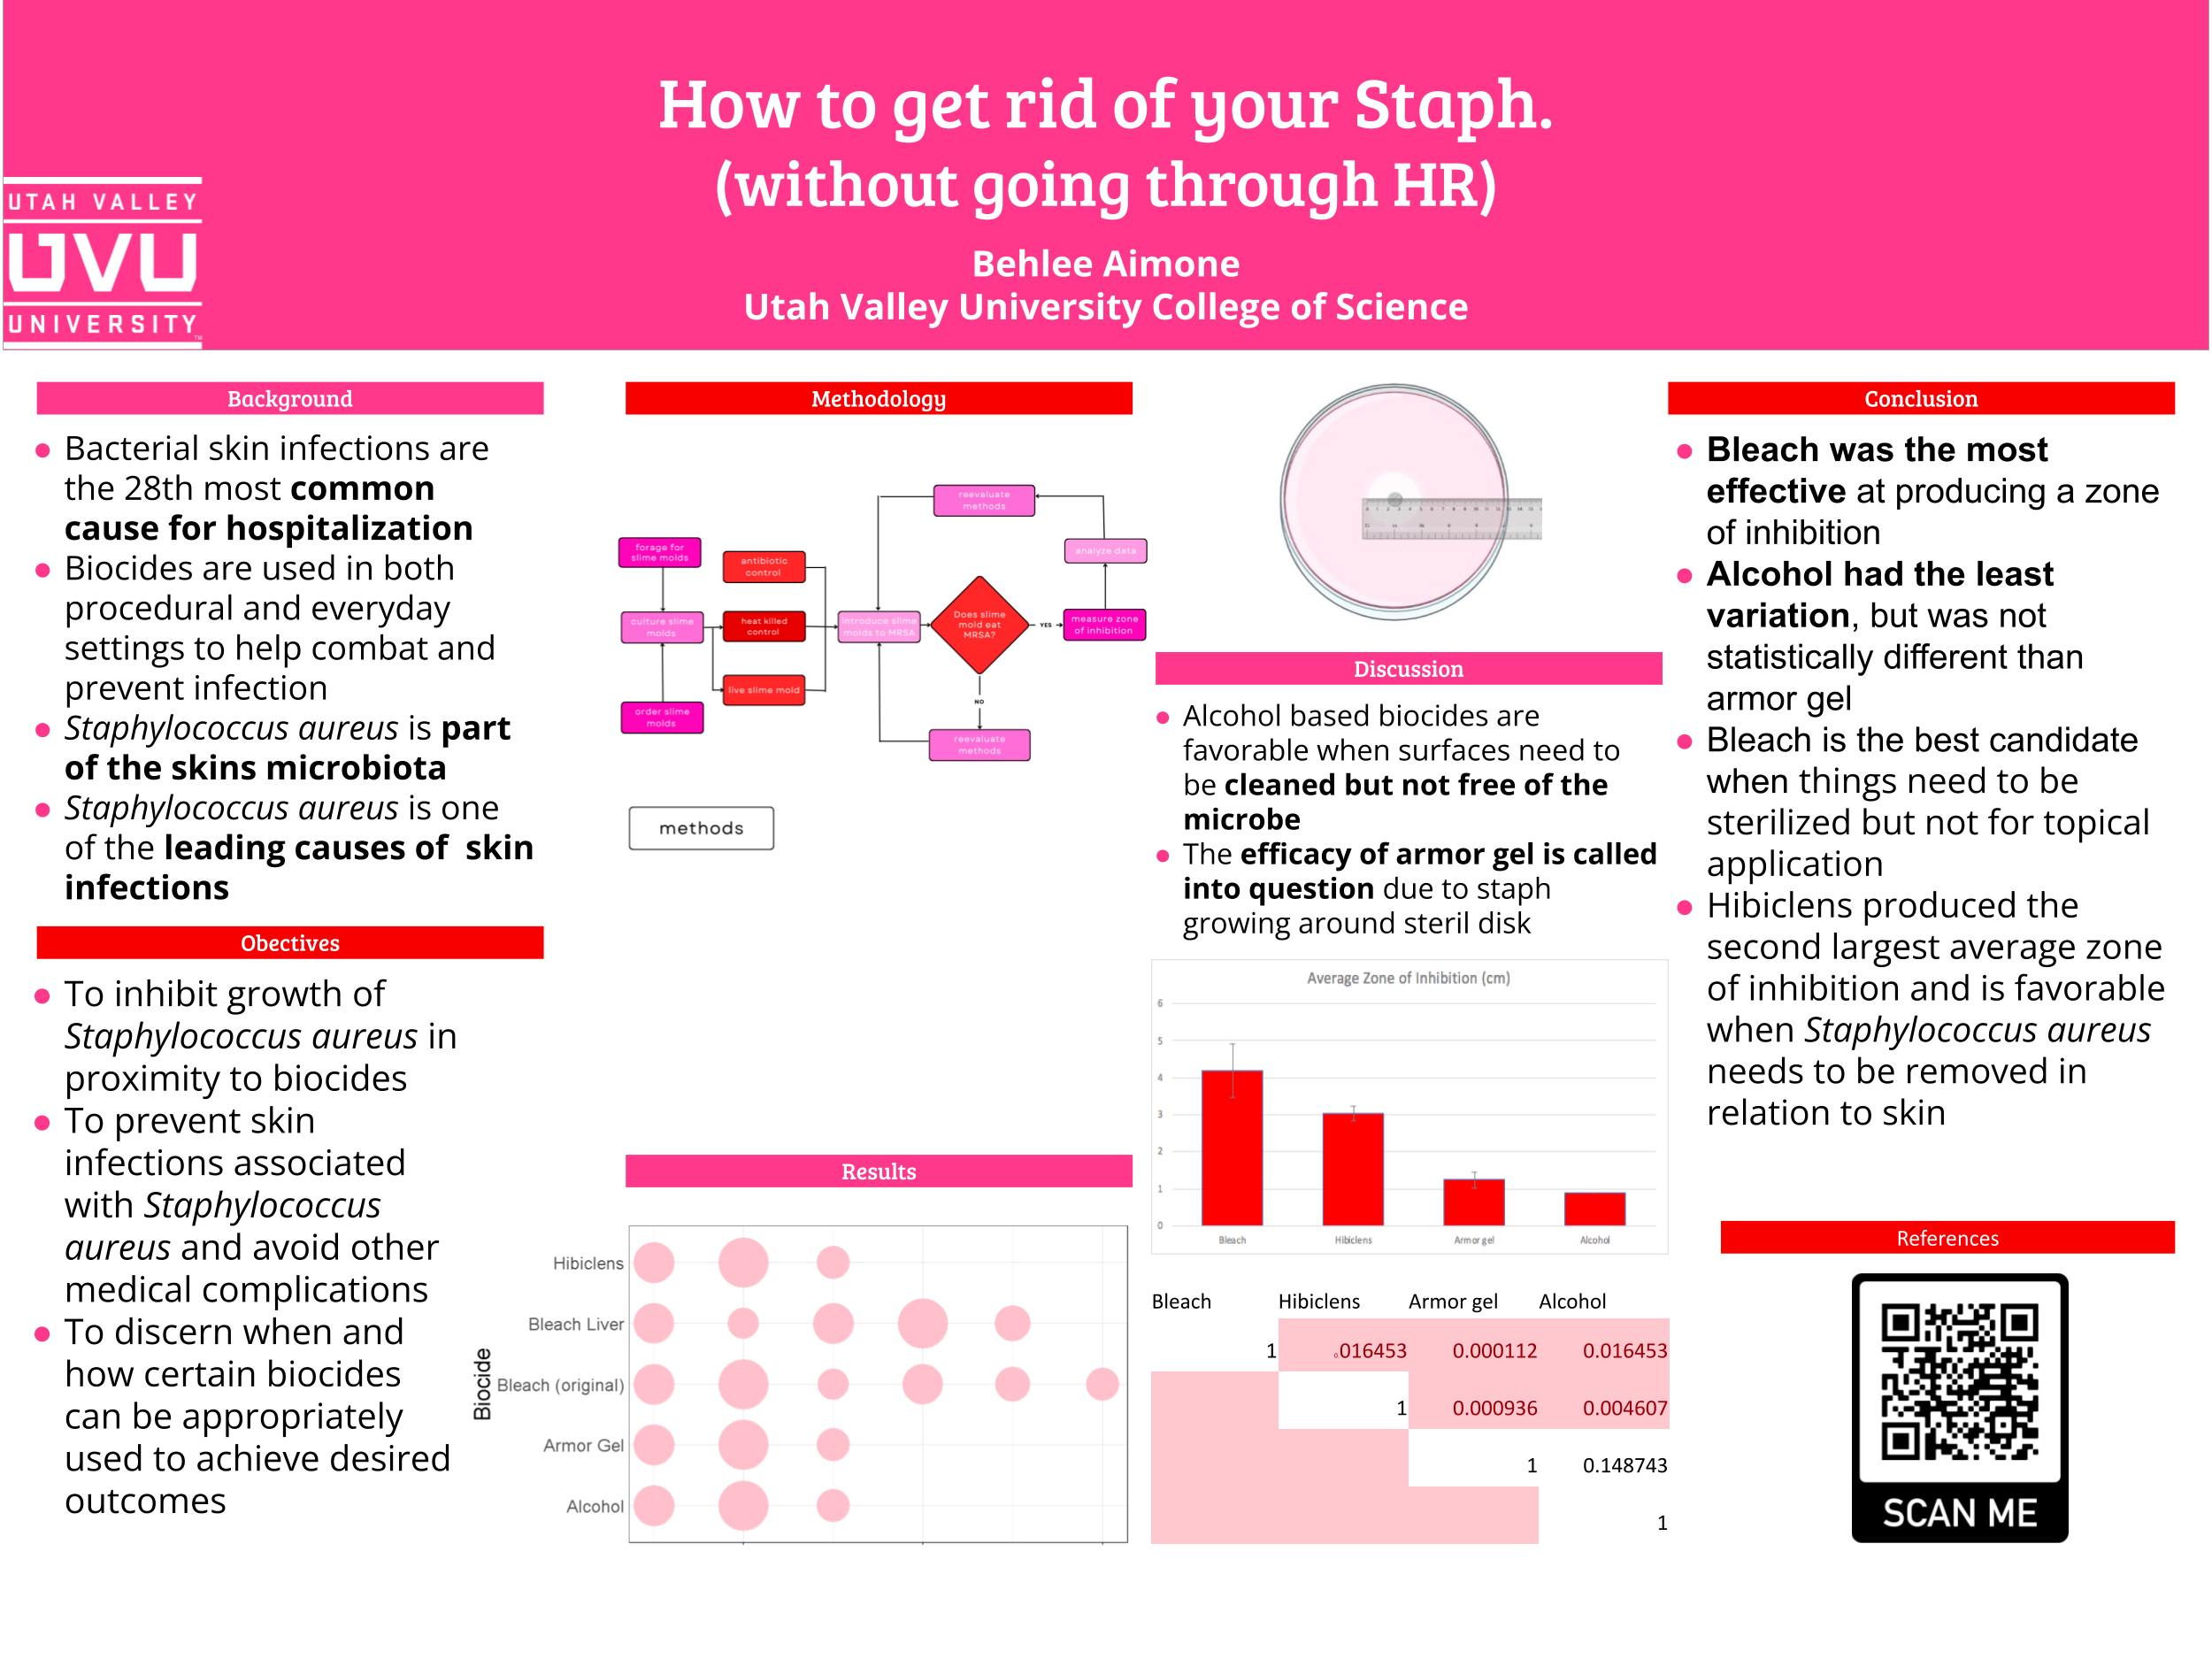 How to get rid of your Staph.
(without going through HR)
Behlee Aimone
Utah Valley University College of Science
UTAH VALLEY
UVU
UNIVERSITY
TM
Background
Bacterial skin infections are
the 28th most common
cause for hospitalization
Biocides are used in both
procedural and everyday
settings to help combat and
prevent infection
Staphylococcus aureus is part
of the skins microbiota
Staphylococcus aureus is one
of the leading causes of skin
infections
Obectives
To inhibit growth of
Staphylococcus aureus in
proximity to biocides
To prevent skin
infections associated
with Staphylococcus
aureus and avoid other
medical complications
To discern when and
how certain biocides
can be appropriately
used to achieve desired
outcomes
Methodology
forage for
slime molds
culture slime
molds
order slime
molds
antibiotic
control
heat killed
control
live slime mold
introduce slime
molds to MRSA
reevaluate
methods
Does slime
mold eat
MRSA?
YES
NO
reevaluate
methods
analyze data
measure zone
of inhibition
methods
Results
Biocide
Hibiclens
Bleach Liver
Bleach (original)
Armor Gel
Alcohol
Discussion
Alcohol based biocides are
favorable when surfaces need to
be cleaned but not free of the
microbe
The efficacy of armor gel is called
into question due to staph
growing around steril disk
Average Zone of Inhibition (cm)
6
5
4
3
2
1
0
Bleach Hibiclens Armor gel Alcohol
Bleach Hibiclens Armor gel Alcohol
1 0.016453 0.000112 0.016453
1 0.000936 0.004607
1 0.148743
1
Conclusion
Bleach was the most
effective at producing a zone
of inhibition
Alcohol had the least
variation, but was not
statistically different than
armor gel
Bleach is the best candidate
when things need to be
sterilized but not for topical
application
Hibiclens produced the
second largest average zone
of inhibition and is favorable
when Staphylococcus aureus
needs to be removed in
relation to skin
References
SCAN ME